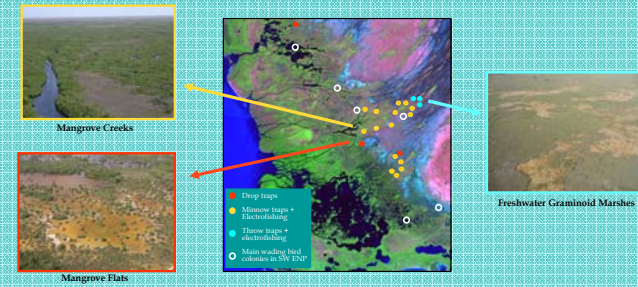 Mangrove Creeks
Mangrove Flats
Drop traps
Minnow traps +
Electrofishing
Throw traps +
electrofishing
Main wading bird
colonies in SW ENP
Freshwater Graminoid Marshes